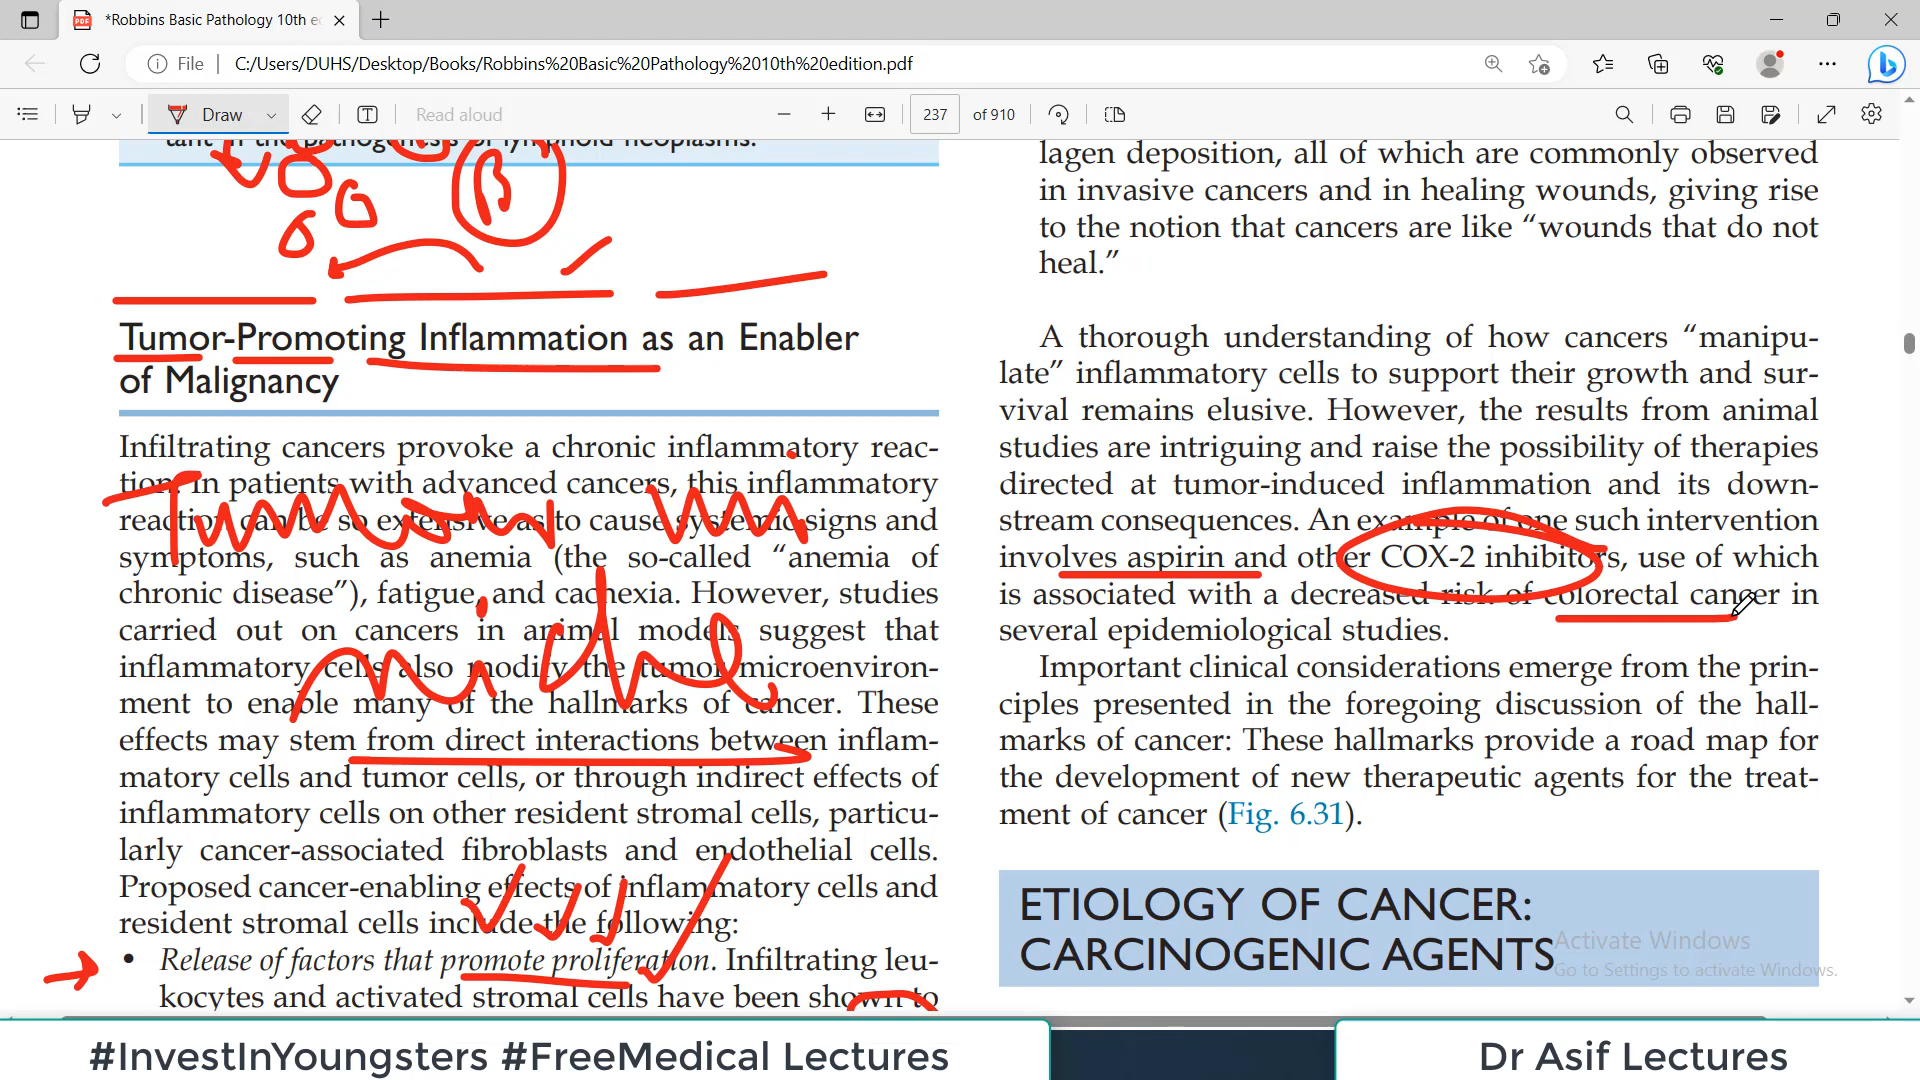 *Robbins Basic Pathology 10th ed
File
C:/Users/DUHS/Desktop/Books/Robbins%20Basic%20Pathology%2010th%20edition.pdf
Draw
Read aloud
237
of 910
tant in the pathogenesis of lymphoid neoplasms.
B
Tumor-Promoting Inflammation as an Enabler
of Malignancy
Infiltrating cancers provoke a chronic inflammatory reac-
tion. In patients with advanced cancers, this inflammatory
reaction can be so extensive as to cause systemic signs and
symptoms, such as anemia (the so-called “anemia of
chronic disease”), fatigue, and cachexia. However, studies
carried out on cancers in animal models suggest that
inflammatory cells also modify the tumor microenviron-
ment to enable many of the hallmarks of cancer. These
effects may stem from direct interactions between inflam-
matory cells and tumor cells, or through indirect effects of
inflammatory cells on other resident stromal cells, particu-
larly cancer-associated fibroblasts and endothelial cells.
Proposed cancer-enabling effects of inflammatory cells and
resident stromal cells include the following:
• Release of factors that promote proliferation. Infiltrating leu-
kocytes and activated stromal cells have been shown to
niche
lagen deposition, all of which are commonly observed
in invasive cancers and in healing wounds, giving rise
to the notion that cancers are like “wounds that do not
heal.”
A thorough understanding of how cancers “manipu-
late” inflammatory cells to support their growth and sur-
vival remains elusive. However, the results from animal
studies are intriguing and raise the possibility of therapies
directed at tumor-induced inflammation and its down-
stream consequences. An example of one such intervention
involves aspirin and other COX-2 inhibitors, use of which
is associated with a decreased risk of colorectal cancer in
several epidemiological studies.
Important clinical considerations emerge from the prin-
ciples presented in the foregoing discussion of the hall-
marks of cancer: These hallmarks provide a road map for
the development of new therapeutic agents for the treat-
ment of cancer (Fig. 6.31).
ETIOLOGY OF CANCER:
CARCINOGENIC AGENTS
Activate Windows
Go to Settings to activate Windows.
#InvestInYoungsters #FreeMedical Lectures
Dr Asif Lectures